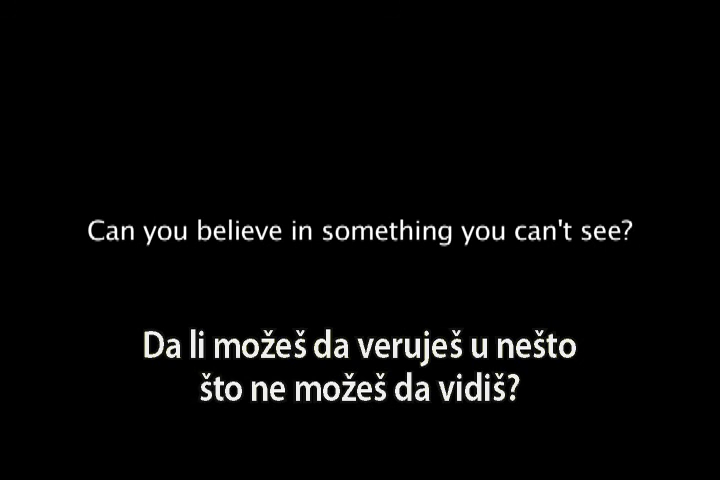 Can you believe in something you can't see?
Da li možeš da veruješ u nešto
što ne možeš da vidiš?